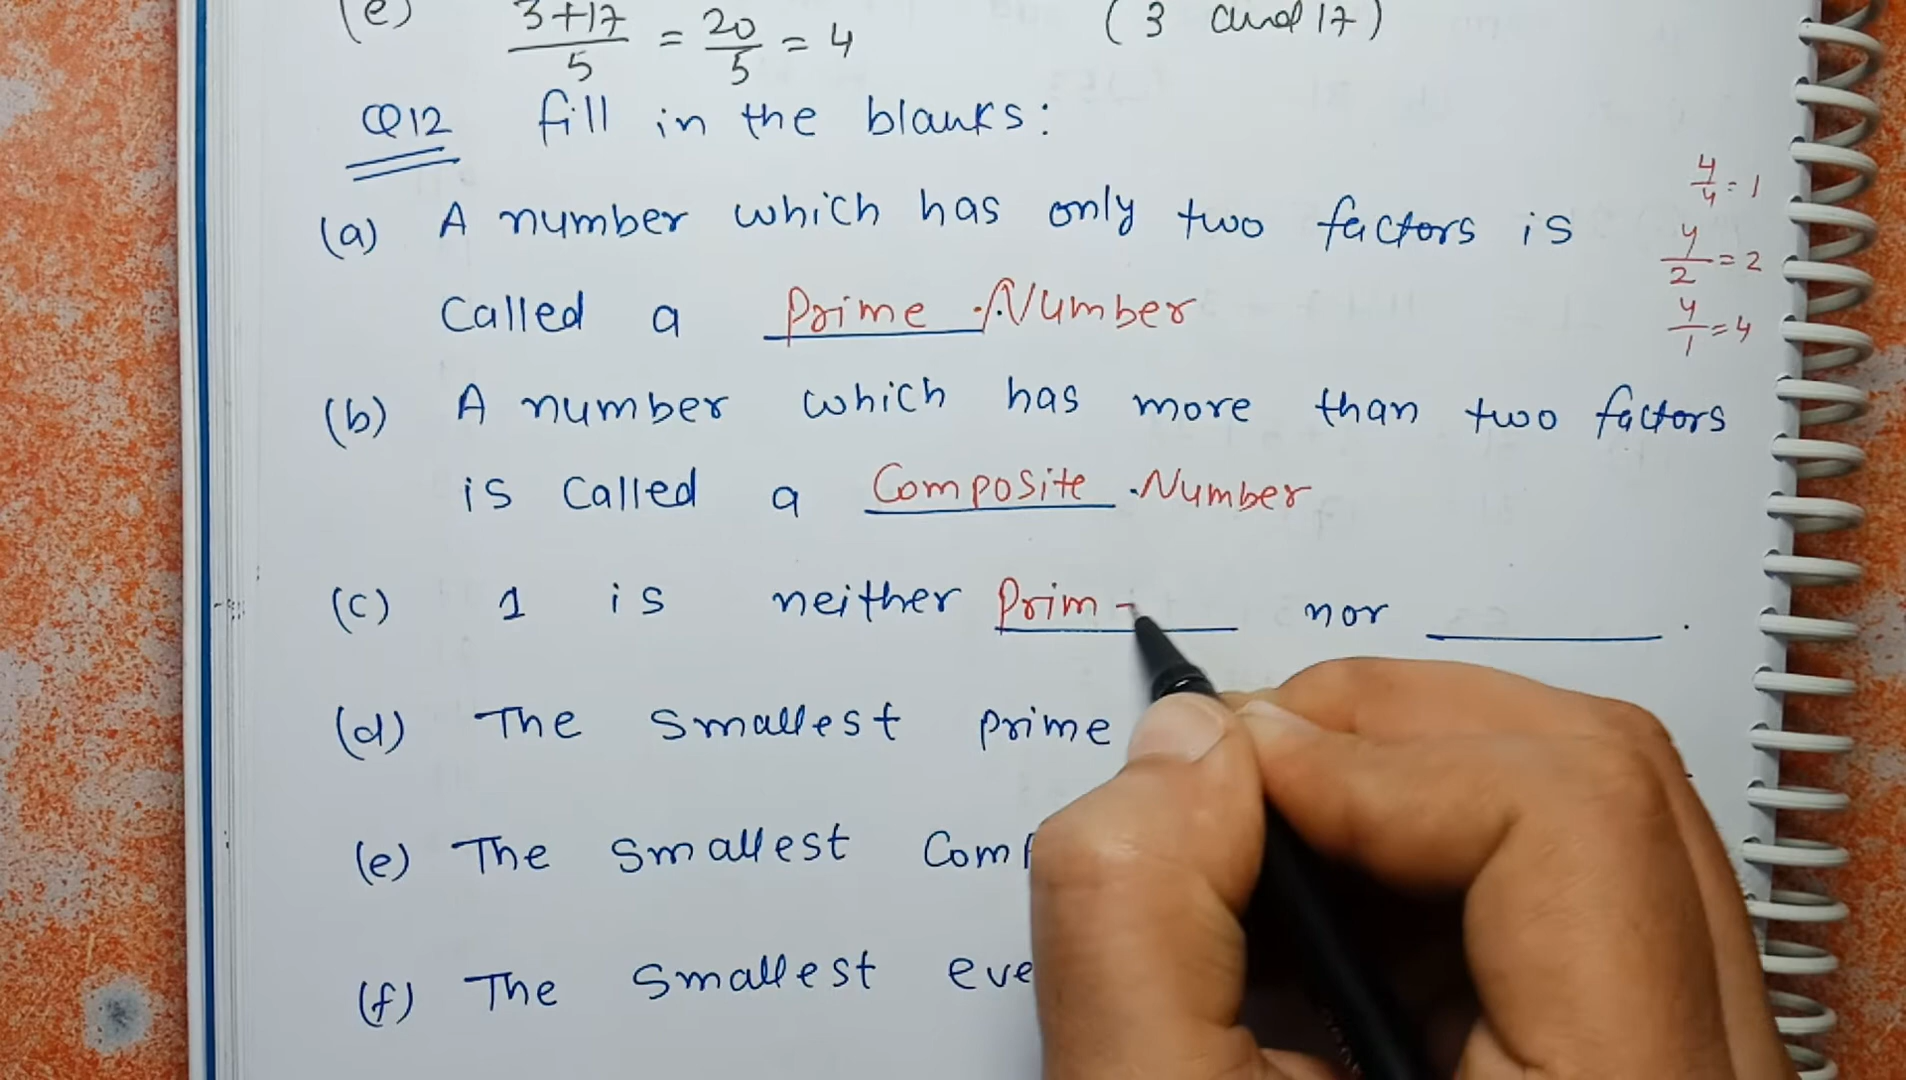 (e) 3+17/5 = 20/5 = 4 (3 and 17)
Q12 fill in the blanks:
(a) A number which has only two factors is
called a Prime Number
4/4 = 1
4/2 = 2
4/1 = 4
(b) A number which has more than two factors
is called a Composite Number
(c) 1 is neither Prim nor ________ .
(d) The smallest prime
(e) The smallest Comp
(f) The smallest eve